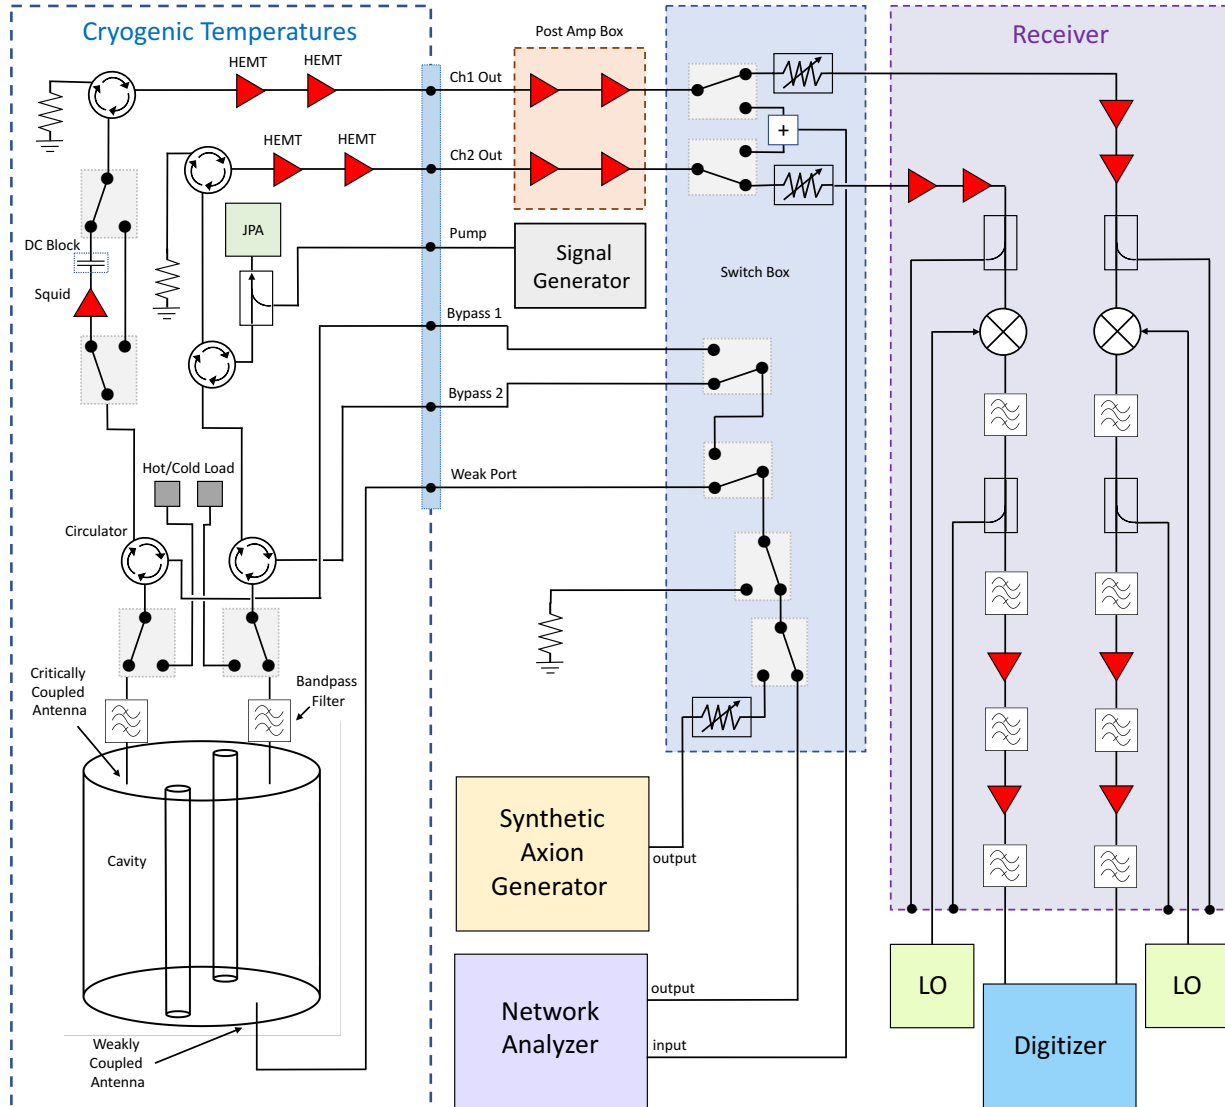 Cryogenic Temperatures
Post Amp Box
Receiver
HEMT
HEMT
Ch1 Out
HEMT
HEMT
Ch2 Out
+
JPA
Pump
Signal
Generator
DC Block
Switch Box
Squid
Bypass 1
Bypass 2
Hot/Cold Load
Weak Port
Circulator
Critically
Coupled
Antenna
Bandpass
Filter
Synthetic
Axion
Generator
output
Cavity
LO
LO
Network
Analyzer
output
input
Digitizer
Weakly
Coupled
Antenna